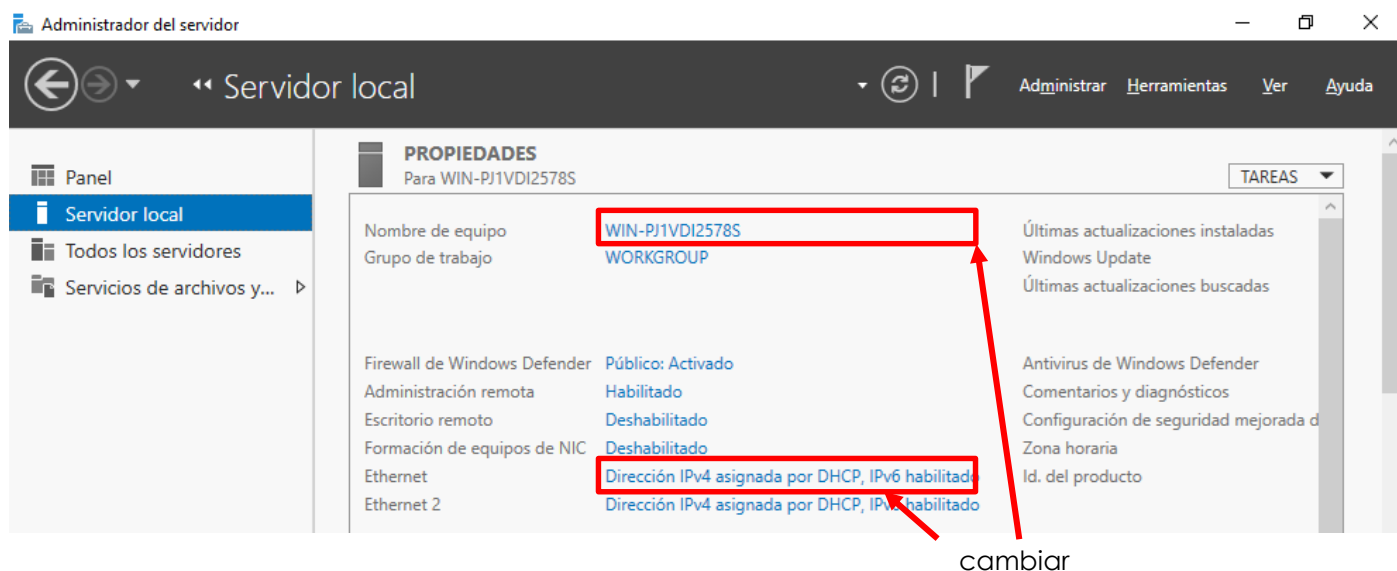 Administrador del servidor
Servidor local
Administrar Herramientas Ver Ayuda
Panel
Servidor local
Todos los servidores
Servicios de archivos y...
PROPIEDADES
Para WIN-PJ1VDI2578S
TAREAS
Nombre de equipo WIN-PJ1VDI2578S Últimas actualizaciones instaladas
Grupo de trabajo WORKGROUP Windows Update
Últimas actualizaciones buscadas
Firewall de Windows Defender Público: Activado Antivirus de Windows Defender
Administración remota Habilitado Comentarios y diagnósticos
Escritorio remoto Deshabilitado Configuración de seguridad mejorada d
Formación de equipos de NIC Deshabilitado Zona horaria
Ethernet Dirección IPv4 asignada por DHCP, IPv6 habilitado Id. del producto
Ethernet 2 Dirección IPv4 asignada por DHCP, IPv6 habilitado
cambiar